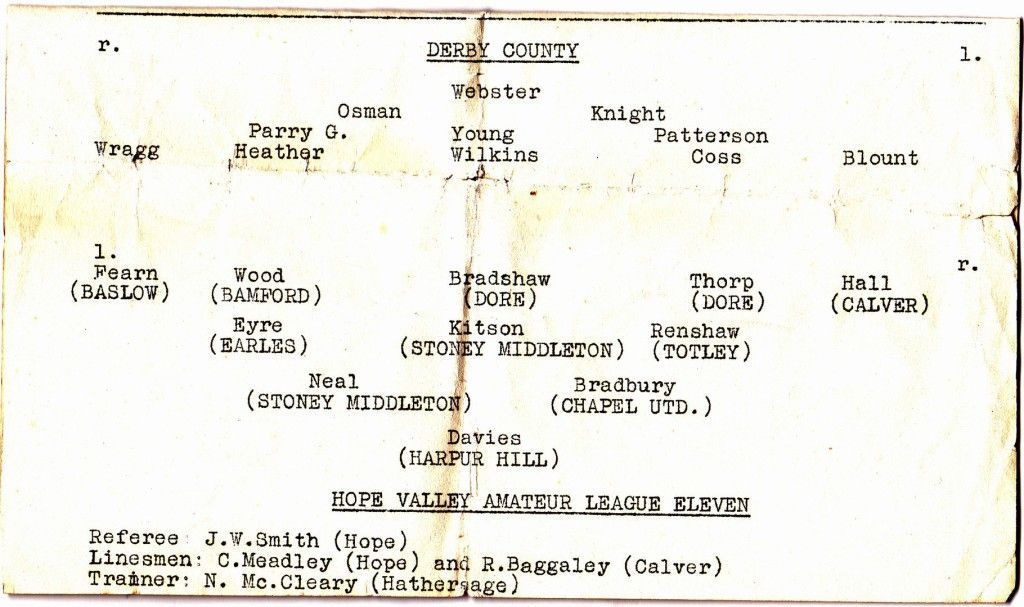 r. DERBY COUNTY l.
Webster
Osman Knight
Parry G. Young Patterson
Wragg Heather Wilkins Coss Blount
l. r.
Fearn Wood Bradshaw Thorp Hall
(BASLOW) (BAMFORD) (DORE) (DORE) (CALVER)
Eyre Kitson Renshaw
(EARLES) (STONEY MIDDLETON) (TOTLEY)
Neal Bradbury
(STONEY MIDDLETON) (CHAPEL UTD.)
Davies
(HARPUR HILL)
HOPE VALLEY AMATEUR LEAGUE ELEVEN
Referee: J.W.Smith (Hope)
Linesmen: C.Meadley (Hope) and R.Baggaley (Calver)
Trainer: N. Mc.Cleary (Hathersage)